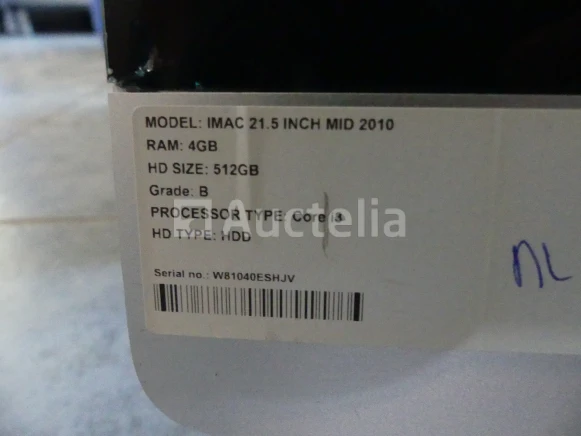 MODEL: IMAC 21.5 INCH MID 2010
RAM: 4GB
HD SIZE: 512GB
Grade: B
PROCESSOR TYPE: Core i3
Auctelia
HD TYPE: HDD
Serial no.: W81040ESHJV
NL